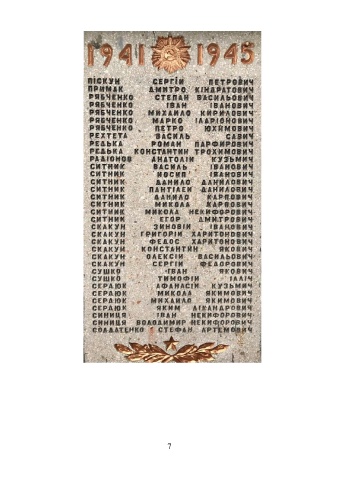 1941 1945
ПІСКУН СЕРГІЙ ПЕТРОВИЧ
ПРИМАК ДМИТРО КІНДРАТОВИЧ
РЯБЧЕНКО СТЕПАН ВАСИЛЬОВИЧ
РЯБЧЕНКО ІВАН ІВАНОВИЧ
РЯБЧЕНКО МИХАЙЛО КИРИЛОВИЧ
РЯБЧЕНКО МАРКО ІЛАРІОНОВИЧ
РЯБЧЕНКО ПЕТРО ЮХИМОВИЧ
РЕХТЕТА ВАСИЛЬ САВИЧ
РЕДЬКА РОМАН ПАРФИРОВИЧ
РЕДЬКА КОНСТАНТИН ТРОХИМОВИЧ
РАДІОНОВ АНАТОЛІЙ КУЗЬМИЧ
СИТНИК ВАСИЛЬ ІВАНОВИЧ
СИТНИК ЙОСИП ІВАНОВИЧ
СИТНИК ДАНИЛО ДАНИЛОВИЧ
СИТНИК ПАНТІЛЕЙ ДАНИЛОВИЧ
СИТНИК ДАНИЛО КАРПОВИЧ
СИТНИК МИКОЛА КАРПОВИЧ
СИТНИК МИКОЛА НЕКИФОРОВИЧ
СИТНИК ЕГОР ДМИТРОВИЧ
СКАКУН ЗИНОВІЙ ІВАНОВИЧ
СКАКУН ГРИГОРІЙ ХАРИТОНОВИЧ
СКАКУН ФЕДОС ХАРИТОНОВИЧ
СКАКУН КОНСТАНТИН ЯКОВИЧ
СКАКУН ОЛЕКСІЙ ВАСИЛЬОВИЧ
СКАКУН СЕРГІЙ ФЕДОРОВИЧ
СУШКО ІВАН ЯКОВИЧ
СУШКО ТИМОФІЙ ІЛЛІЧ
СЕРДЮК АФАНАСІЙ КУЗЬМИЧ
СЕРДЮК МИКОЛА ЯКИМОВИЧ
СЕРДЮК МИХАЙЛО ЯКИМОВИЧ
СЕРДЮК ЯКИМ
СИНИЦЯ ІВАН НЕКИФОРОВИЧ
СИНИЦЯ ВОЛОДИМИР НЕКИФОРОВИЧ
СОЛДАТЕНКО СТЕФАН АРТЕМОВИЧ
7